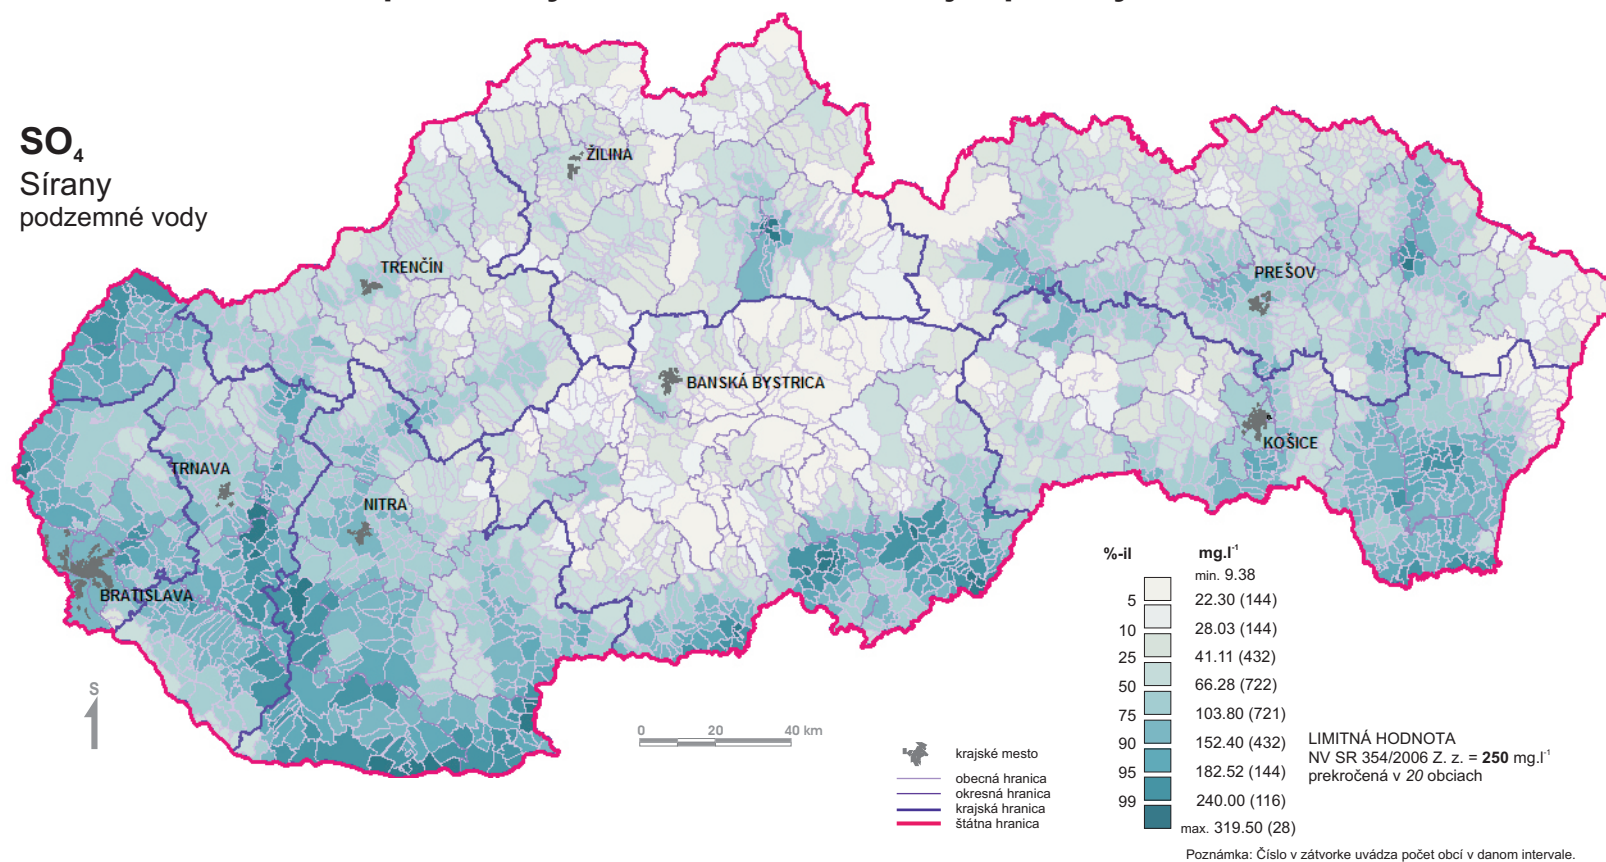 SO₄
Sírany
podzemné vody
ŽILINA
TRENČÍN
PREŠOV
BANSKÁ BYSTRICA
KOŠICE
TRNAVA
NITRA
BRATISLAVA
S
0 20 40 km
krajské mesto
obecná hranica
okresná hranica
krajská hranica
štátna hranica
%-il mg.l⁻¹
min. 9.38
5 22.30 (144)
10 28.03 (144)
25 41.11 (432)
50 66.28 (722)
75 103.80 (721)
90 152.40 (432)
95 182.52 (144)
99 240.00 (116)
max. 319.50 (28)
LIMITNÁ HODNOTA
NV SR 354/2006 Z. z. = 250 mg.l⁻¹
prekročená v 20 obciach
Poznámka: Číslo v zátvorke uvádza počet obcí v danom intervale.